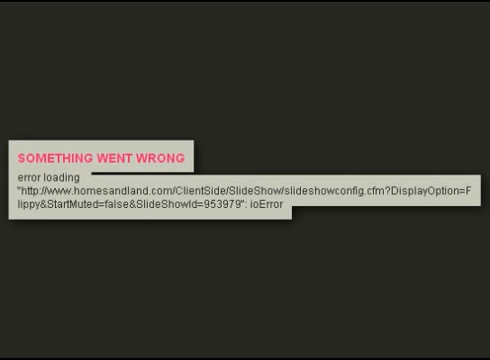 SOMETHING WENT WRONG
error loading
"http://www.homesandland.com/ClientSide/SlideShow/slideshowconfig.cfm?DisplayOption=F
lippy&StartMuted=false&SlideShowId=953979": ioError